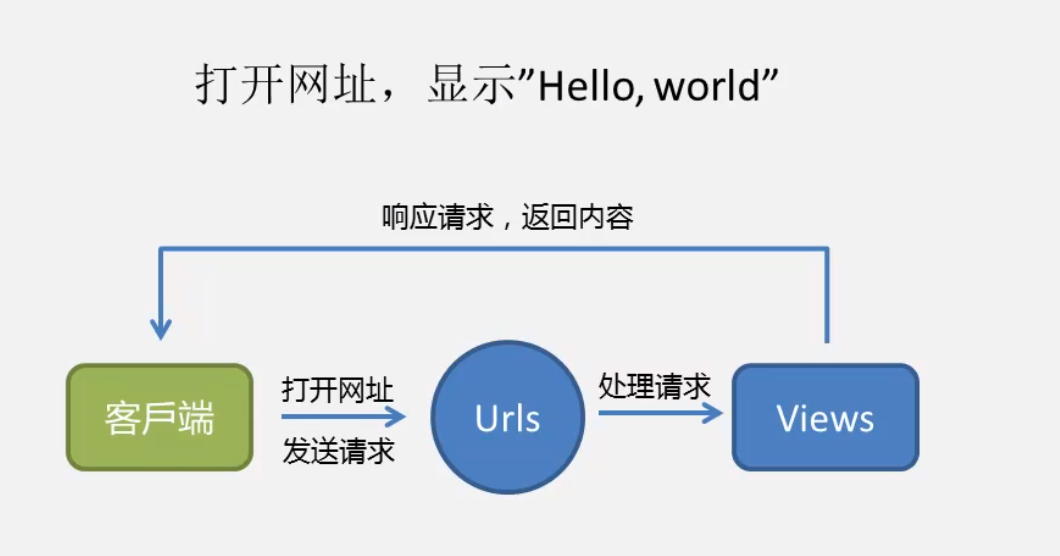 打开网址，显示”Hello, world”
响应请求，返回内容
客戶端
打开网址
发送请求
Urls
处理请求
Views